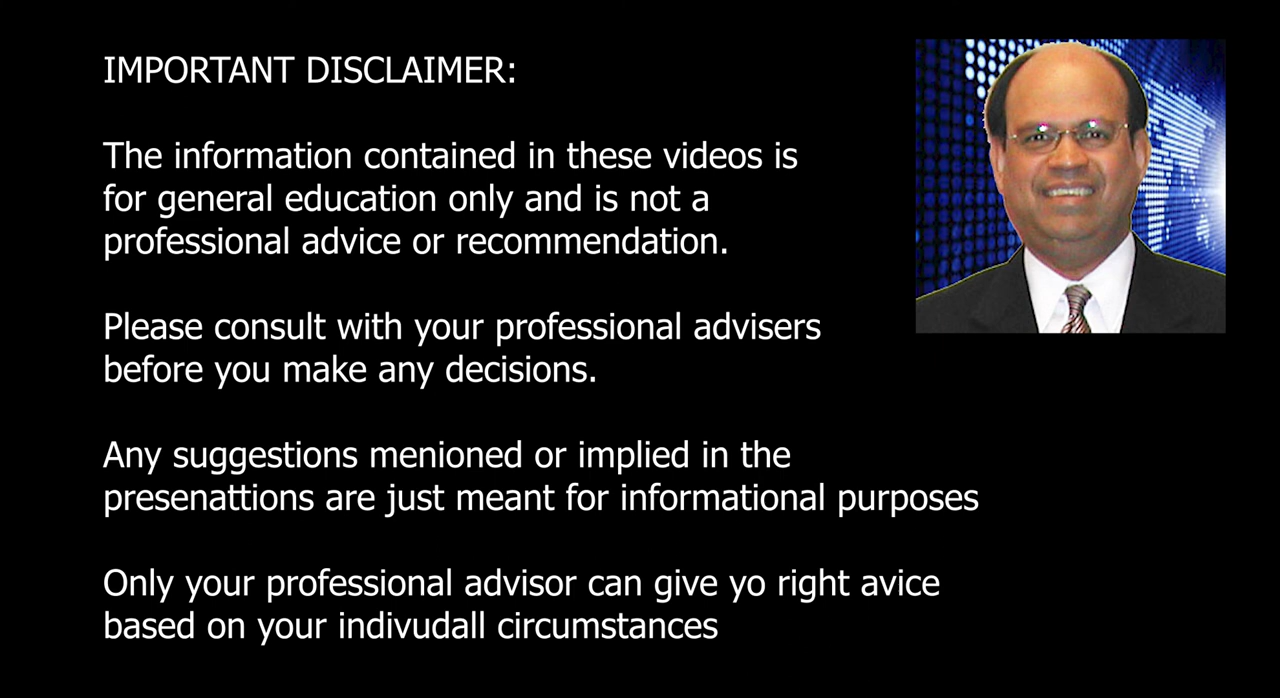 IMPORTANT DISCLAIMER:
The information contained in these videos is
for general education only and is not a
professional advice or recommendation.
Please consult with your professional advisers
before you make any decisions.
Any suggestions menioned or implied in the
presenattions are just meant for informational purposes
Only your professional advisor can give yo right avice
based on your indivudall circumstances